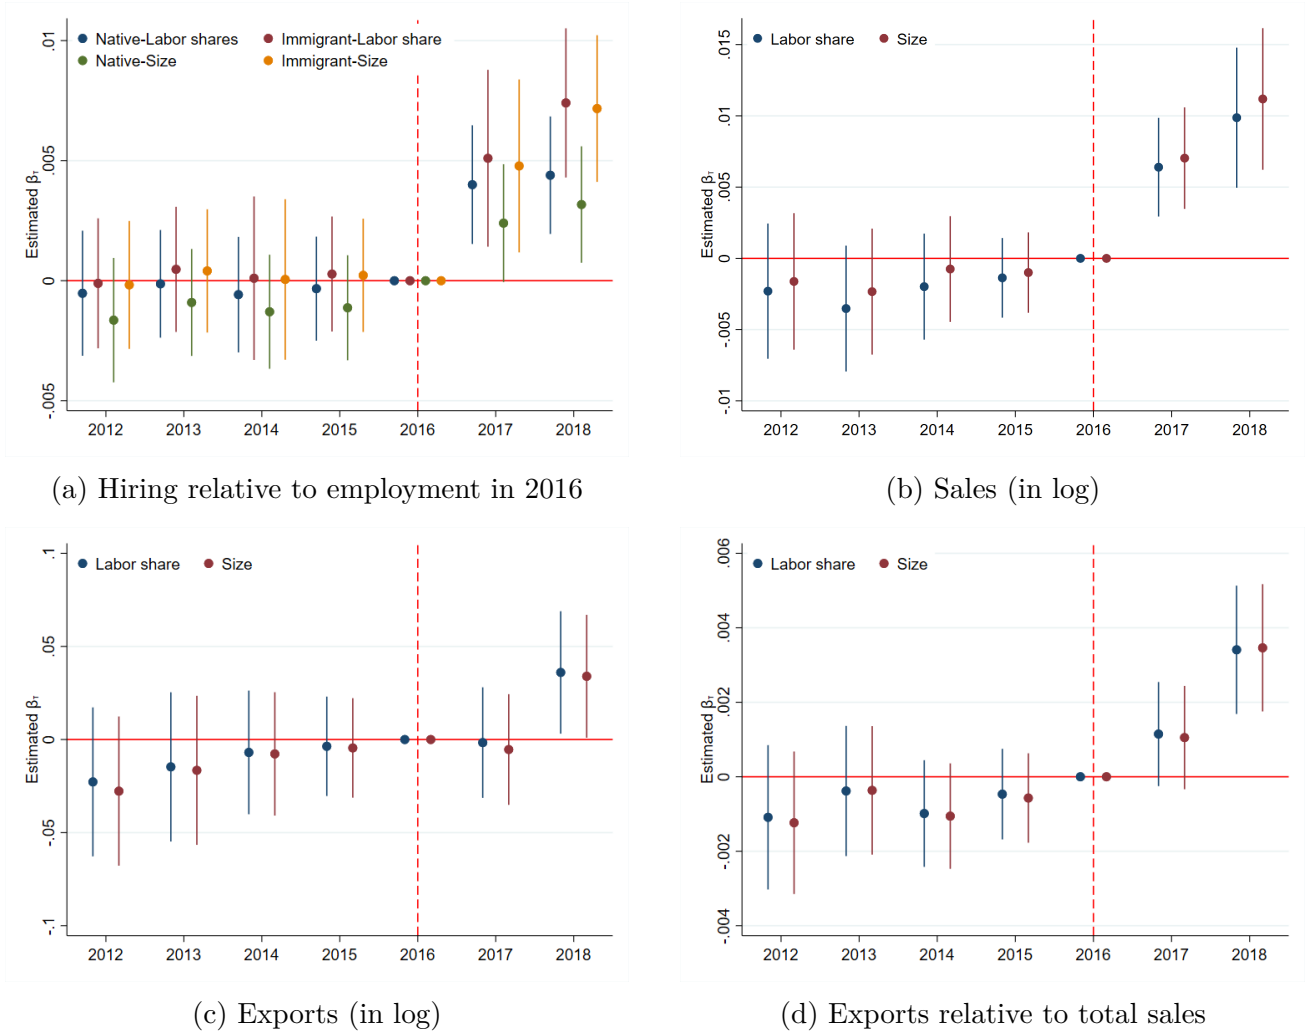 Native-Labor shares Immigrant-Labor share
Native-Size Immigrant-Size
Estimated βτ
.01
.005
0
-.005
2012 2013 2014 2015 2016 2017 2018
(a) Hiring relative to employment in 2016
Labor share Size
Estimated βτ
.015
.01
.005
0
-.005
-.01
2012 2013 2014 2015 2016 2017 2018
(b) Sales (in log)
Labor share Size
Estimated βτ
.1
.05
0
-.05
-.1
2012 2013 2014 2015 2016 2017 2018
(c) Exports (in log)
Labor share Size
Estimated βτ
.006
.004
.002
0
-.002
-.004
2012 2013 2014 2015 2016 2017 2018
(d) Exports relative to total sales